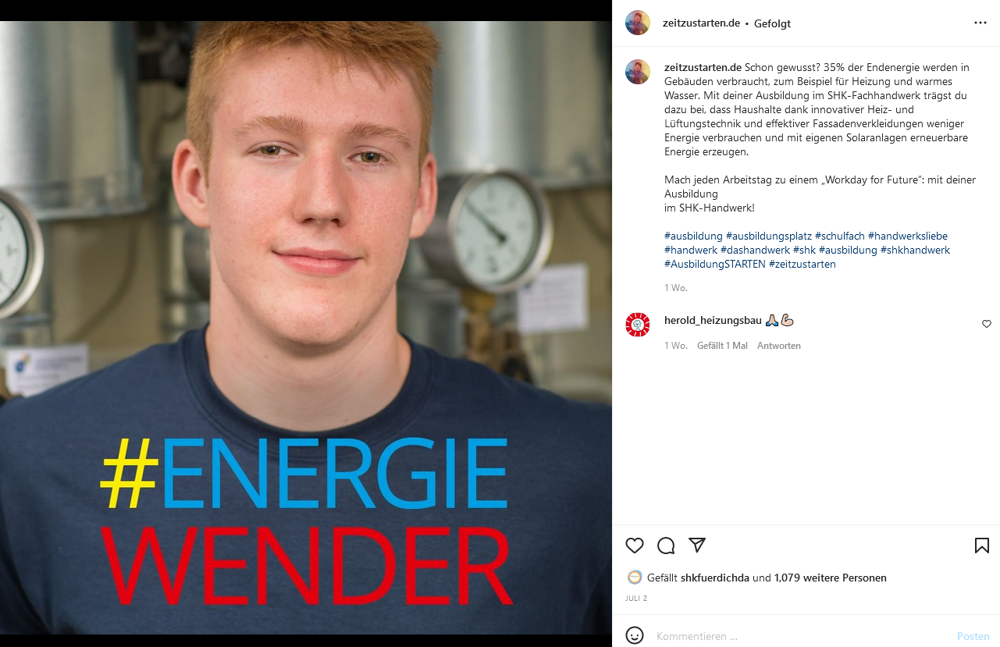 #ENERGIE
WENDER
zeitzustarten.de • Gefolgt
zeitzustarten.de Schon gewusst? 35% der Endenergie werden in
Gebäuden verbraucht, zum Beispiel für Heizung und warmes
Wasser. Mit deiner Ausbildung im SHK-Fachhandwerk trägst du
dazu bei, dass Haushalte dank innovativer Heiz- und
Lüftungstechnik und effektiver Fassadenverkleidungen weniger
Energie verbrauchen und mit eigenen Solaranlagen erneuerbare
Energie erzeugen.
Mach jeden Arbeitstag zu einem „Workday for Future“: mit deiner
Ausbildung
im SHK-Handwerk!
#ausbildung #ausbildungsplatz #schulfach #handwerksliebe
#handwerk #dashandwerk #shk #ausbildung #shkhandwerk
#AusbildungSTARTEN #zeitzustarten
1 Wo.
herold_heizungsbau 🙏🏻💪🏻
1 Wo. Gefällt 1 Mal Antworten
Gefällt shkfuerdichda und 1,079 weitere Personen
JULI 2
Kommentieren ...
Posten